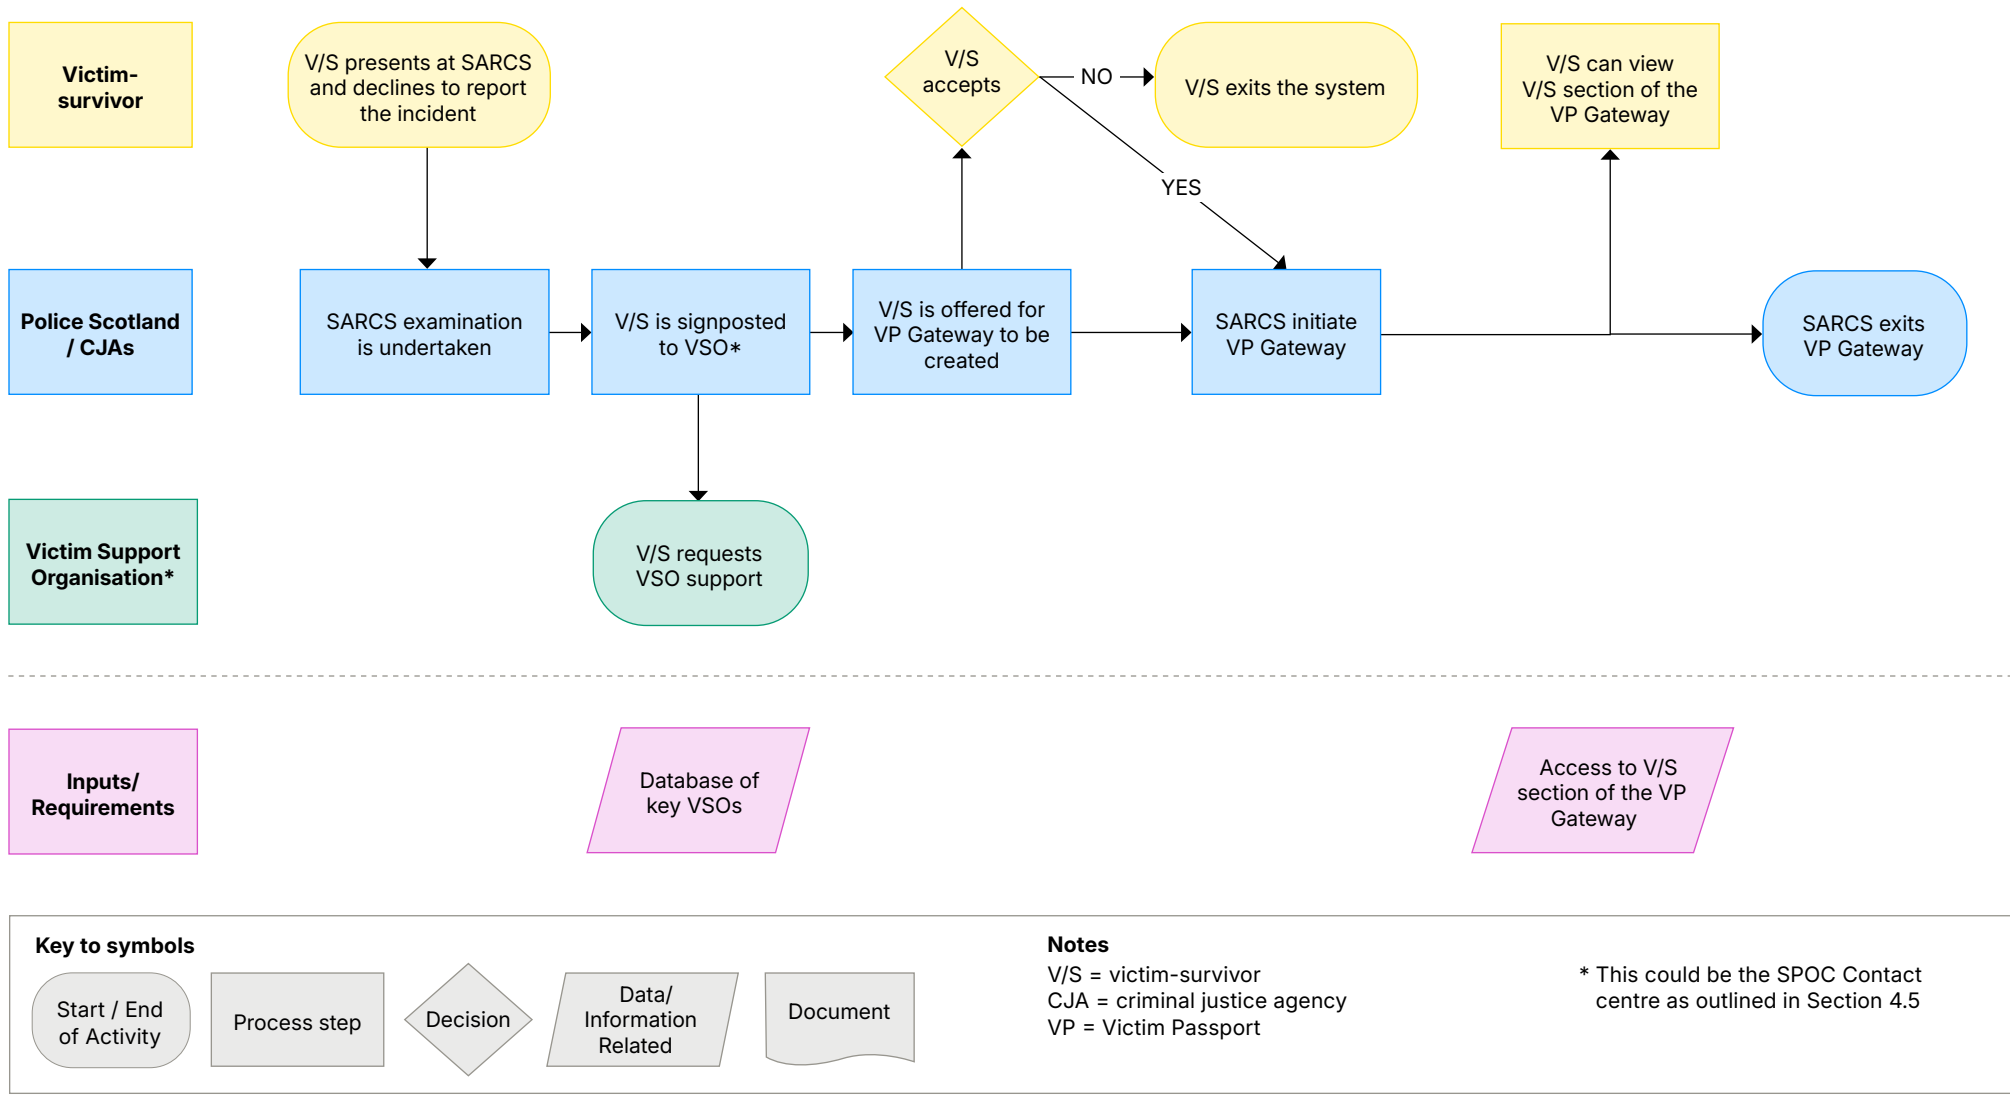 Victim-
survivor
V/S presents at SARCS
and declines to report
the incident
V/S
accepts
NO
V/S exits the system
V/S can view
V/S section of the
VP Gateway
YES
Police Scotland
/ CJAs
SARCS examination
is undertaken
V/S is signposted
to VSO*
V/S is offered for
VP Gateway to be
created
SARCS initiate
VP Gateway
SARCS exits
VP Gateway
Victim Support
Organisation*
V/S requests
VSO support
Inputs/
Requirements
Database of
key VSOs
Access to V/S
section of the VP
Gateway
Key to symbols
Start / End
of Activity
Process step
Decision
Data/
Information
Related
Document
Notes
V/S = victim-survivor
CJA = criminal justice agency
VP = Victim Passport
* This could be the SPOC Contact
centre as outlined in Section 4.5